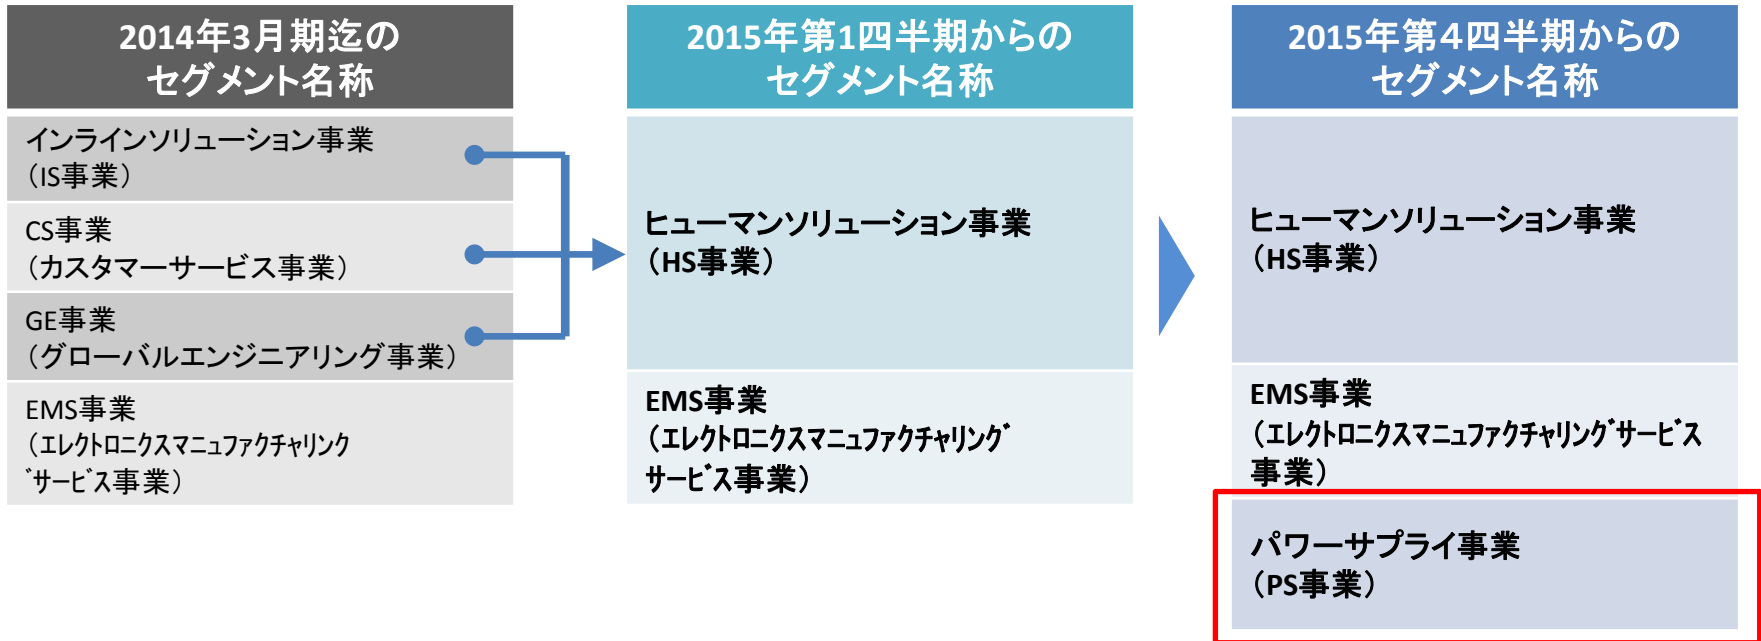 2014年3月期迄の
セグメント名称
インラインソリューション事業
（IS事業）
CS事業
（カスタマーサービス事業）
GE事業
（グローバルエンジニアリング事業）
EMS事業
（ｴﾚｸﾄﾛﾆｸｽﾏﾆｭﾌｧｸﾁｬﾘﾝｸ
ﾞｻｰﾋﾞｽ事業）
2015年第1四半期からの
セグメント名称
ヒューマンソリューション事業
（HS事業）
EMS事業
（ｴﾚｸﾄﾛﾆｸｽﾏﾆｭﾌｧｸﾁｬﾘﾝｸﾞ
ｻｰﾋﾞｽ事業）
2015年第４四半期からの
セグメント名称
ヒューマンソリューション事業
（HS事業）
EMS事業
（ｴﾚｸﾄﾛﾆｸｽﾏﾆｭﾌｧｸﾁｬﾘﾝｸﾞｻｰﾋﾞｽ
事業）
パワーサプライ事業
（PS事業）